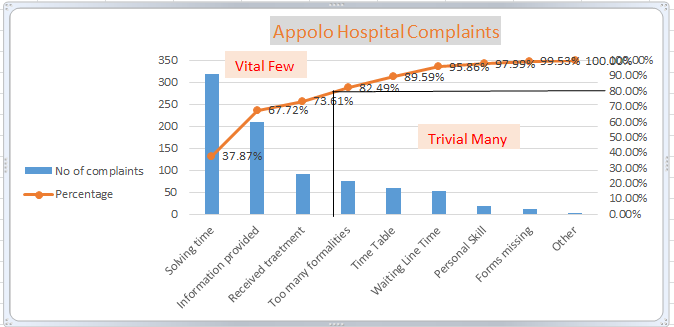 Appolo Hospital Complaints
350
300
250
200
150
100
50
0
Vital Few
Trivial Many
37.87%
67.72%
73.61%
82.49%
89.59%
95.86%
97.99%
99.53%
100.00%
100.00%
90.00%
80.00%
70.00%
60.00%
50.00%
40.00%
30.00%
20.00%
10.00%
0.00%
No of complaints
Percentage
Solving time
Information provided
Received traetment
Too many formalities
Time Table
Waiting Line Time
Personal Skill
Forms missing
Other